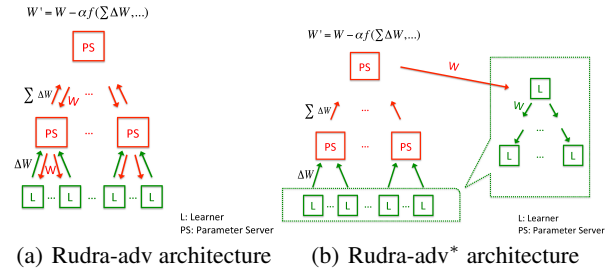 W' = W − αf(∑ΔW,...)
PS
∑ ΔW
W
...
PS
...
PS
ΔW
W
L ... L ... L ... L
L: Learner
PS: Parameter Server
(a) Rudra-adv architecture
W' = W − αf(∑ΔW,...)
PS
W
∑ ΔW
...
PS
...
PS
ΔW
L ... L ... L ... L
L
W
...
L
...
L
L
L: Learner
PS: Parameter Server
(b) Rudra-adv* architecture